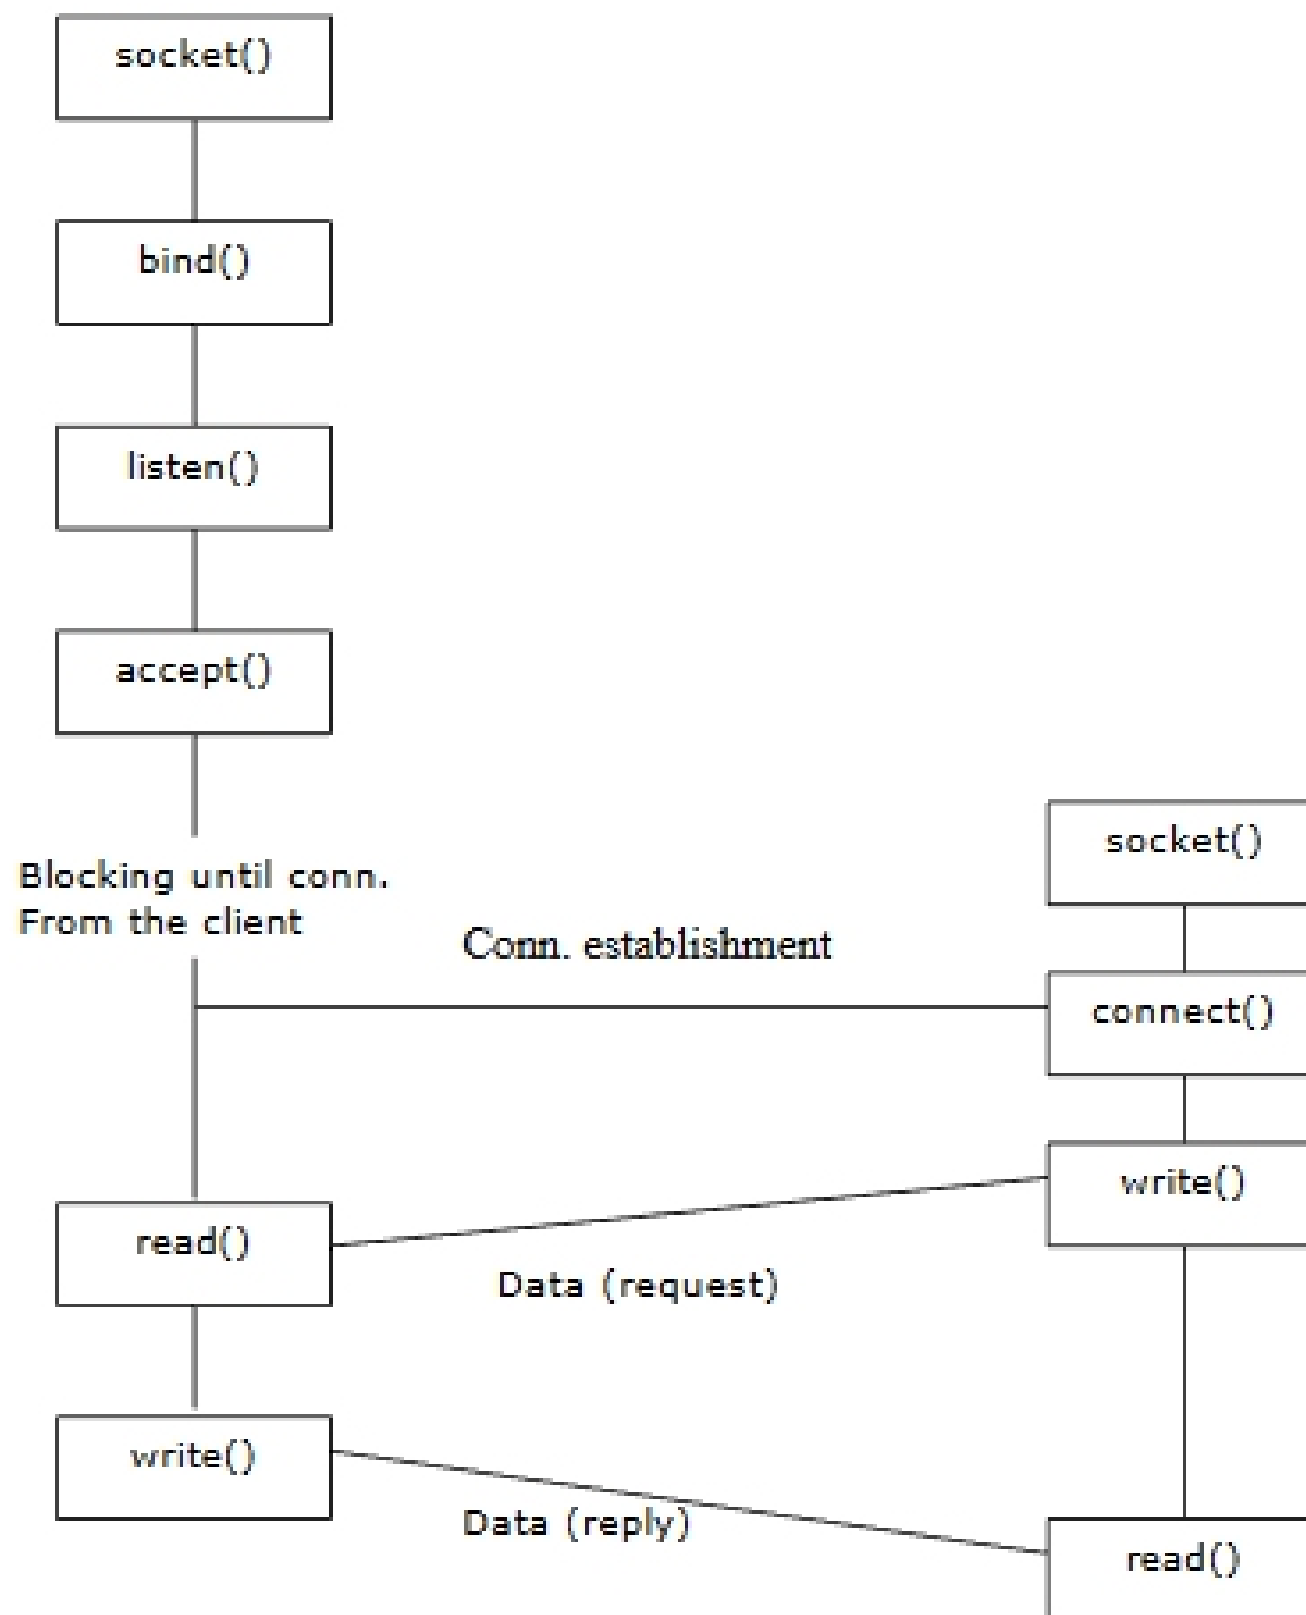 socket()
bind()
listen()
accept()
Blocking until conn.
From the client
socket()
Conn. establishment
connect()
write()
read()
Data (request)
write()
Data (reply)
read()